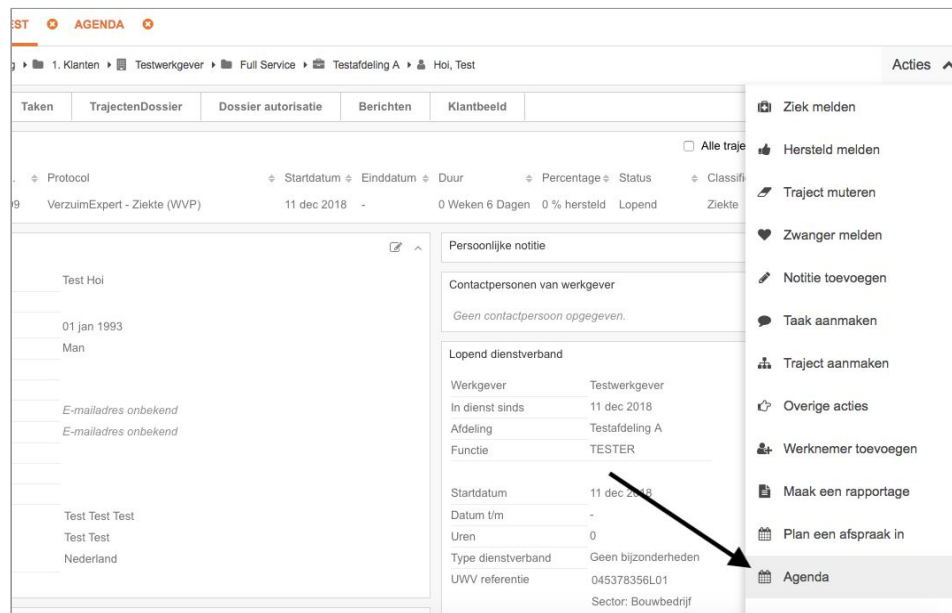 EST AGENDA
1. Klanten Testwerkgever Full Service Testafdeling A Hoi, Test Acties
Taken TrajectenDossier Dossier autorisatie Berichten Klantbeeld
Alle traje
Protocol Startdatum Einddatum Duur Percentage Status Classifi
9 VerzuimExpert - Ziekte (WVP) 11 dec 2018 - 0 Weken 6 Dagen 0 % hersteld Lopend Ziekte
Test Hoi
01 jan 1993
Man
E-mailadres onbekend
E-mailadres onbekend
Test Test Test
Test Test
Nederland
Persoonlijke notitie
Contactpersonen van werkgever
Geen contactpersoon opgegeven.
Lopend dienstverband
Werkgever Testwerkgever
In dienst sinds 11 dec 2018
Afdeling Testafdeling A
Functie TESTER
Startdatum 11 dec 2018
Datum t/m -
Uren 0
Type dienstverband Geen bijzonderheden
UWV referentie 045378356L01
Sector: Bouwbedrijf
Ziek melden
Hersteld melden
Traject muteren
Zwanger melden
Notitie toevoegen
Taak aanmaken
Traject aanmaken
Overige acties
Werknemer toevoegen
Maak een rapportage
Plan een afspraak in
Agenda